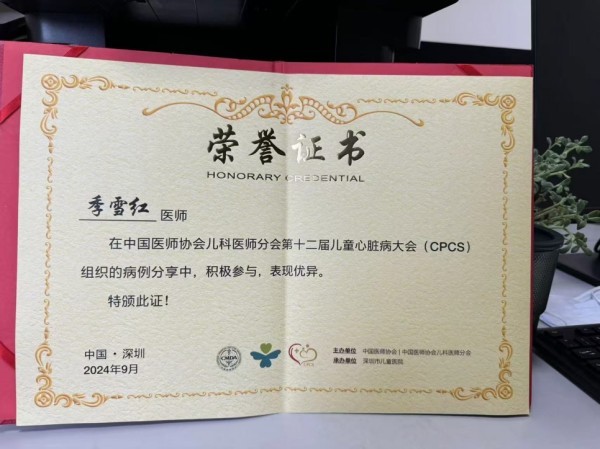 荣誉证书
HONORARY CREDENTIAL
季雪红 医师
在中国医师协会儿科医师分会第十二届儿童心脏病大会（CPCS）
组织的病例分享中，积极参与，表现优异。
特颁此证！
中国·深圳
2024年9月
CMDA
主办单位 中国医师协会 | 中国医师协会儿科医师分会
承办单位 深圳市儿童医院